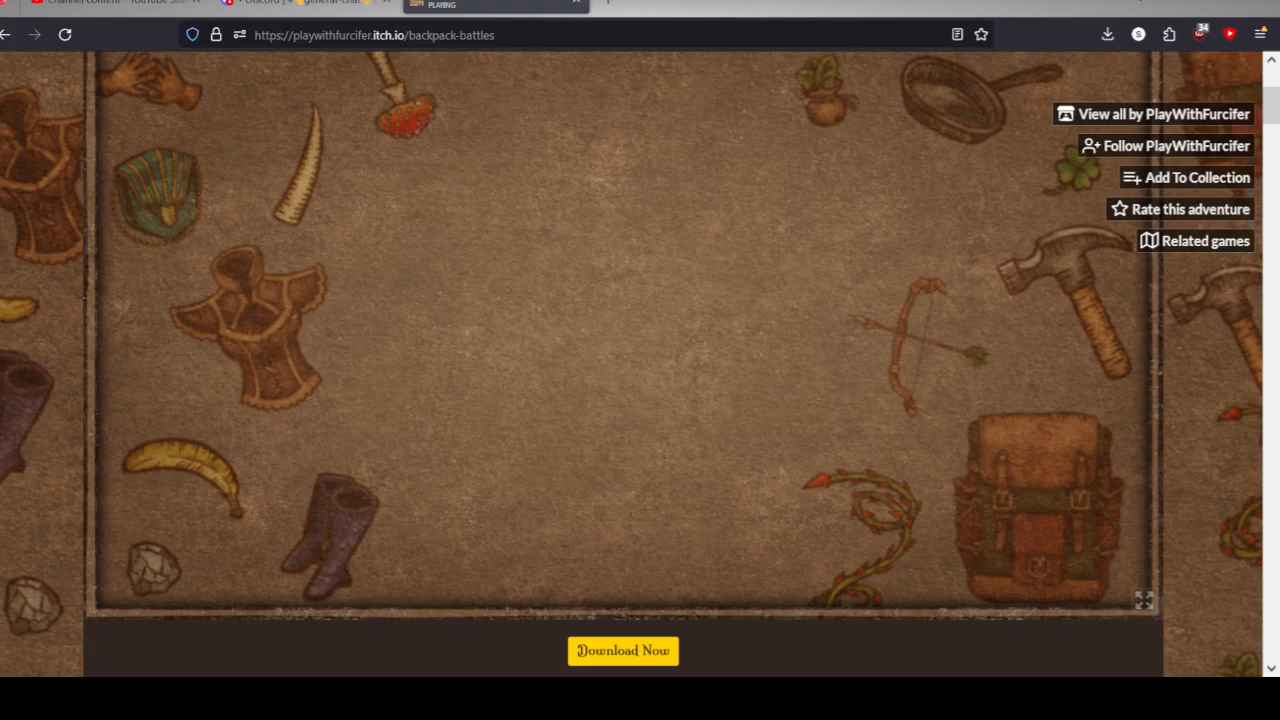 PLAYING
https://playwithfurcifer.itch.io/backpack-battles
S
34
View all by PlayWithFurcifer
Follow PlayWithFurcifer
Add To Collection
Rate this adventure
Related games
Download Now